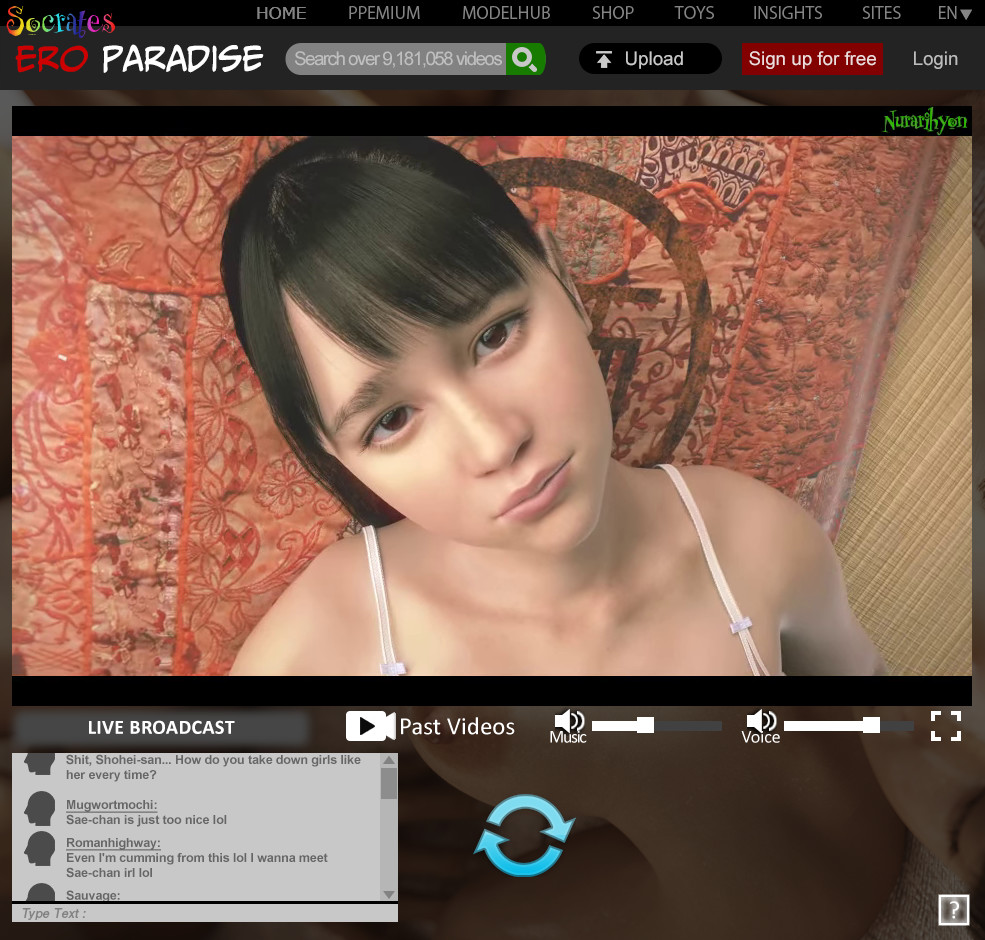 Socrates
HOME PPEMIUM MODELHUB SHOP TOYS INSIGHTS SITES EN
ERO PARADISE
Search over 9,181,058 videos
Upload
Sign up for free
Login
Nurarihyon
LIVE BROADCAST
Past Videos
Music
Voice
Shit, Shohei-san... How do you take down girls like
her every time?
Mugwortmochi:
Sae-chan is just too nice lol
Romanhighway:
Even I'm cumming from this lol I wanna meet
Sae-chan irl lol
Sauvage:
Type Text :
?